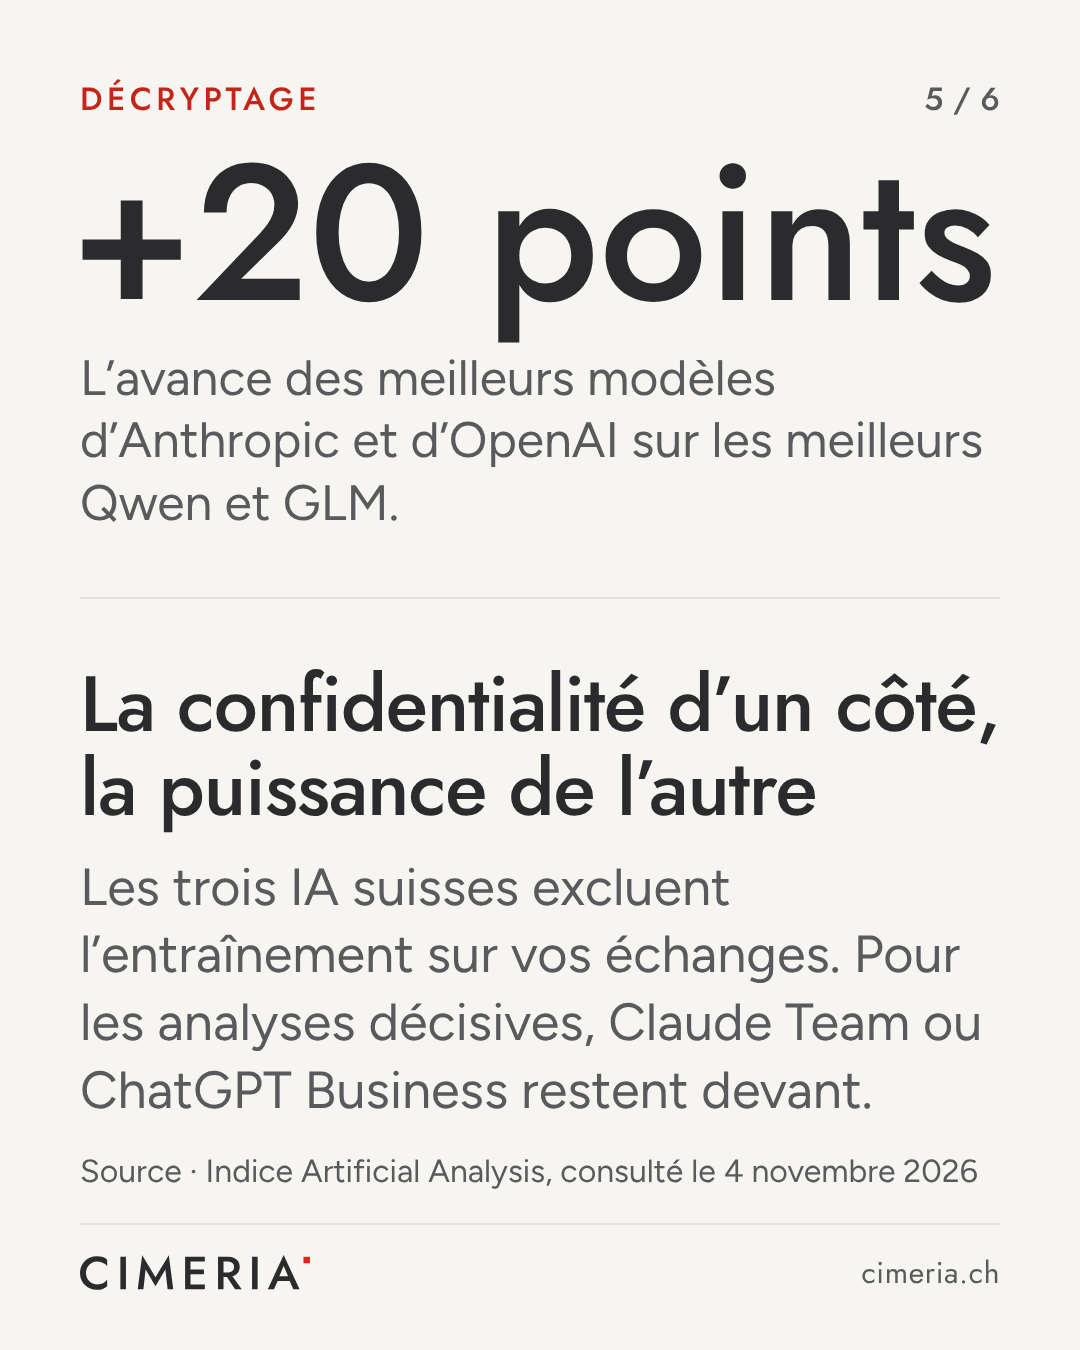 DÉCRYPTAGE
5 / 6
+20 points
L’avance des meilleurs modèles
d’Anthropic et d’OpenAI sur les meilleurs
Qwen et GLM.
La confidentialité d’un côté,
la puissance de l’autre
Les trois IA suisses excluent
l’entraînement sur vos échanges. Pour
les analyses décisives, Claude Team ou
ChatGPT Business restent devant.
Source · Indice Artificial Analysis, consulté le 4 novembre 2026
CIMERIA
cimeria.ch